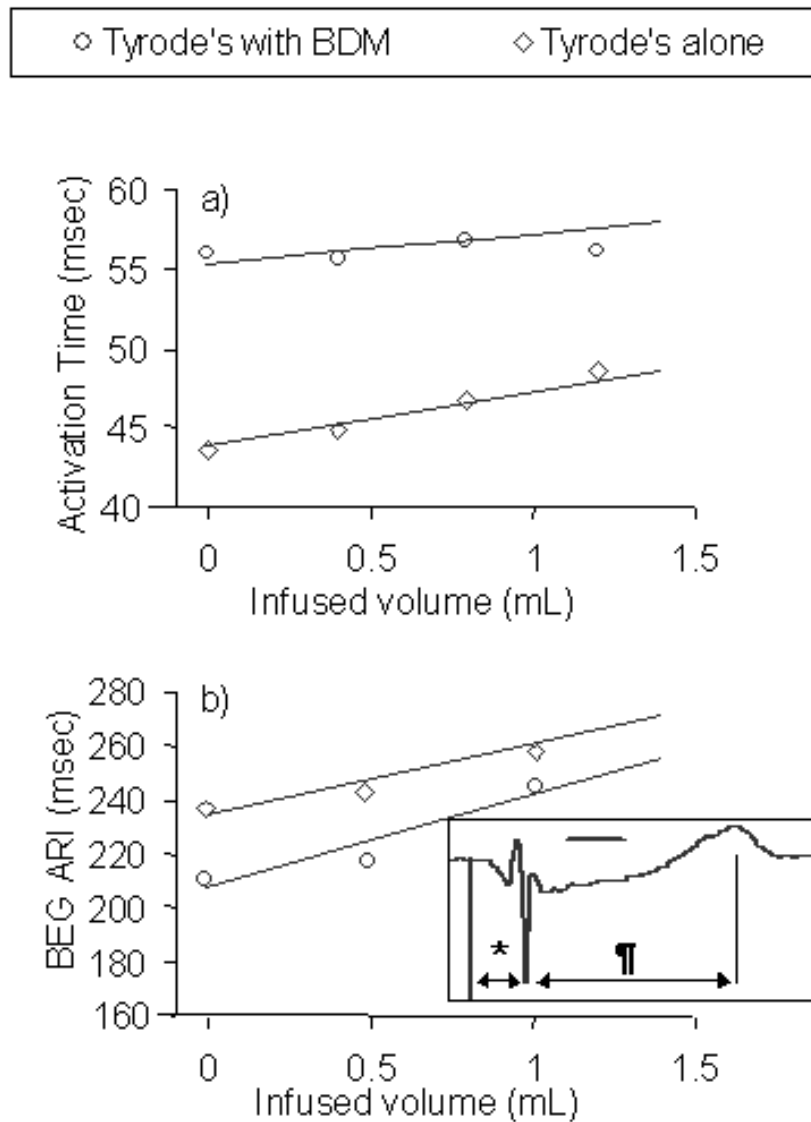 ○ Tyrode's with BDM ◇ Tyrode's alone
a)
Activation Time (msec)
60
55
50
45
40
0 0.5 1 1.5
Infused volume (mL)
b)
BEG ARI (msec)
280
260
240
220
200
180
160
* ¶
0 0.5 1 1.5
Infused volume (mL)